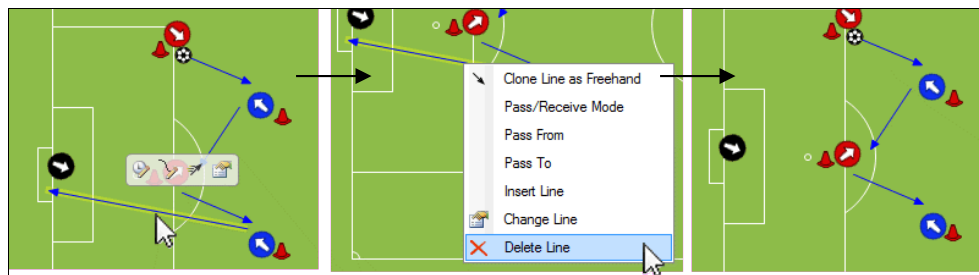 Clone Line as Freehand
Pass/Receive Mode
Pass From
Pass To
Insert Line
Change Line
Delete Line